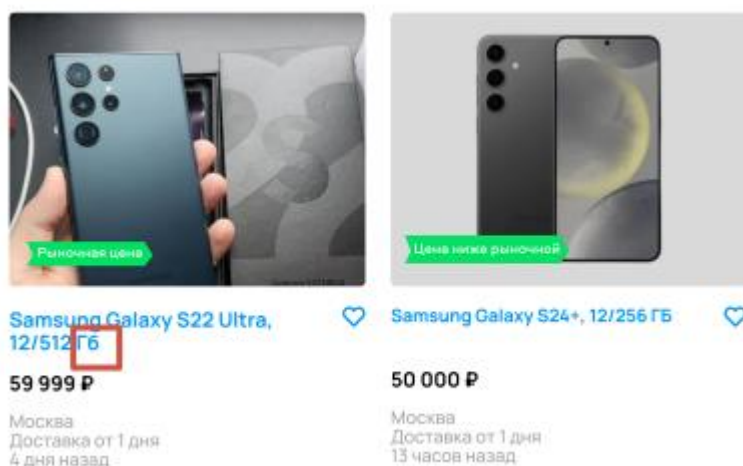 Рыночная цена
Цена ниже рыночной
Samsung Galaxy S22 Ultra,
12/512 Гб
59 999 ₽
Москва
Доставка от 1 дня
4 дня назад
Samsung Galaxy S24+, 12/256 ГБ
50 000 ₽
Москва
Доставка от 1 дня
13 часов назад